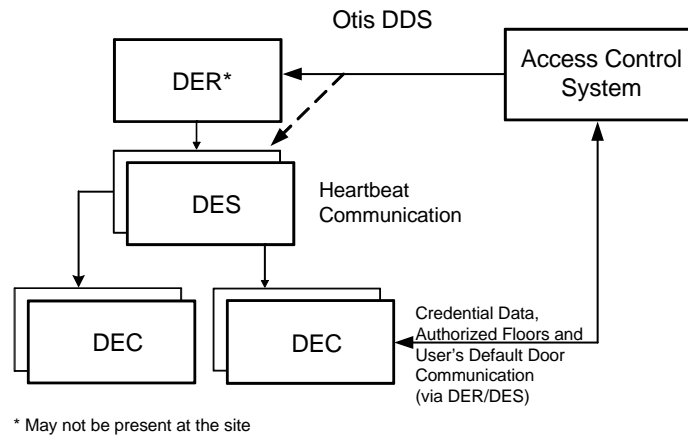 Otis DDS
DER*
Access Control
System
DES
Heartbeat
Communication
DEC
DEC
Credential Data,
Authorized Floors and
User's Default Door
Communication
(via DER/DES)
* May not be present at the site